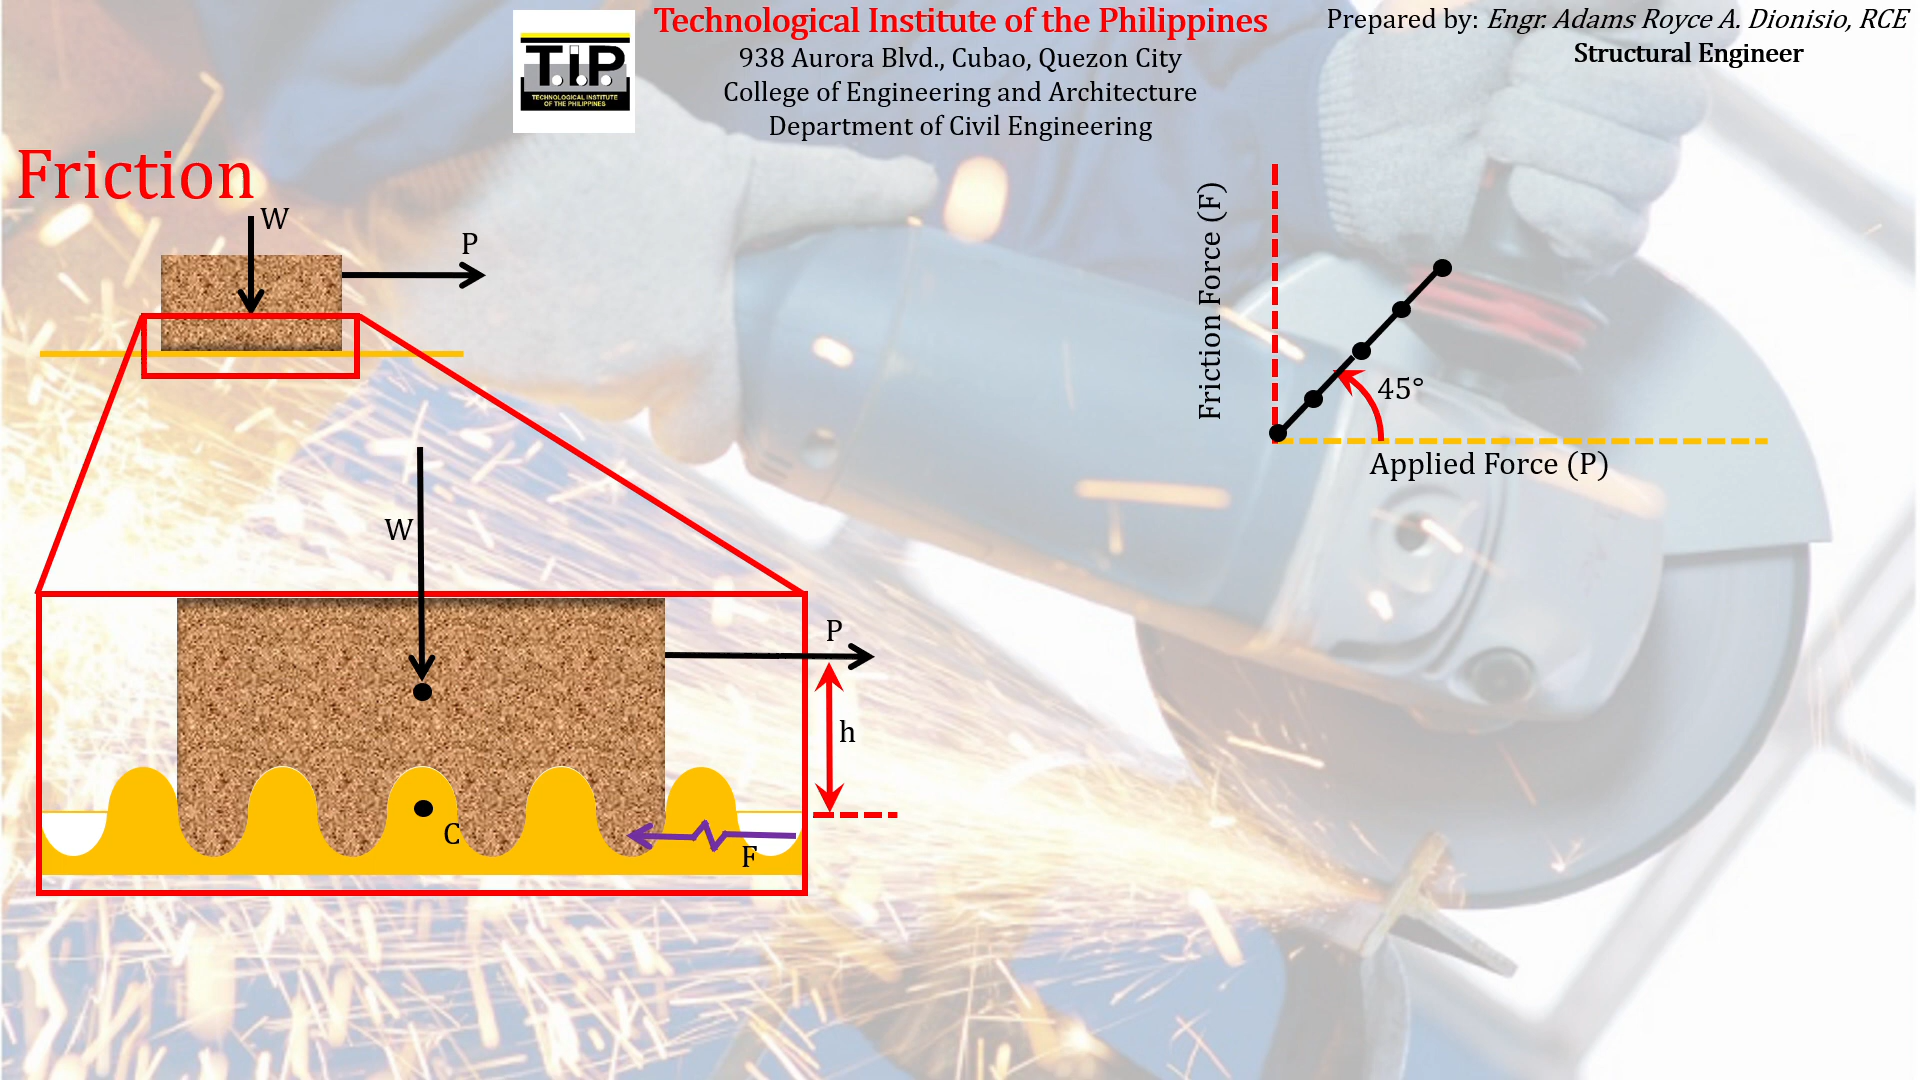 Technological Institute of the Philippines
938 Aurora Blvd., Cubao, Quezon City
College of Engineering and Architecture
Department of Civil Engineering
Prepared by: Engr. Adams Royce A. Dionisio, RCE
Structural Engineer
T.I.P
TECHNOLOGICAL INSTITUTE
OF THE PHILIPPINES
Friction
W
P
W
P
h
C
F
Friction Force (F)
45°
Applied Force (P)